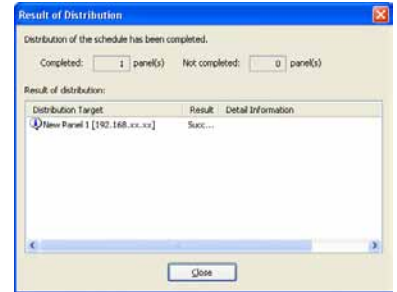 Result of Distribution
Distribution of the schedule has been completed.
Completed: 1 panel(s) Not completed: 0 panel(s)
Result of distribution:
Distribution Target Result Detail Information
New Panel 1 [192.168.xx.xx] Succ...
Close